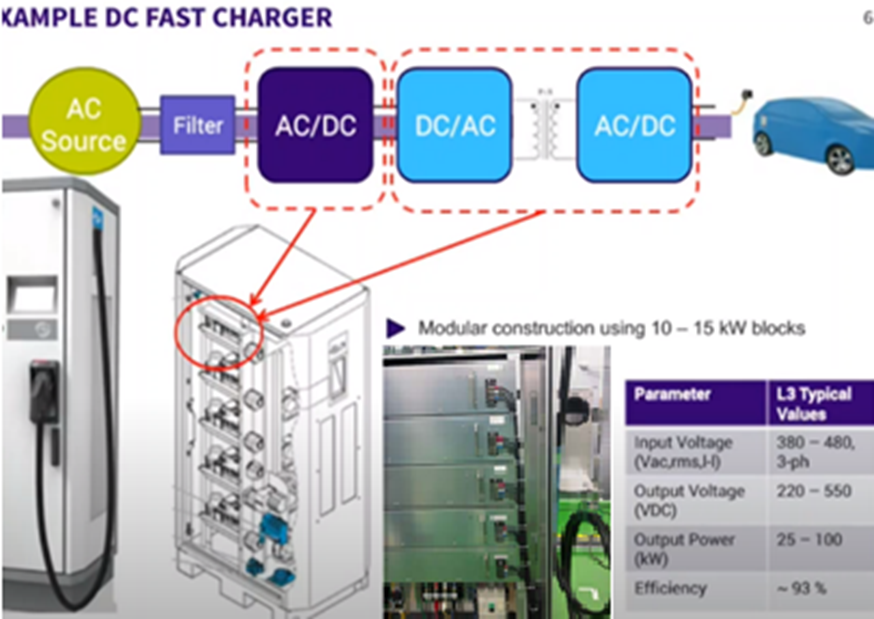 XAMPLE DC FAST CHARGER
6
AC
Source
Filter
AC/DC
DC/AC
AC/DC
Modular construction using 10 – 15 kW blocks
Parameter
L3 Typical
Values
Input Voltage
(Vac,rms,l-l)
380 – 480,
3-ph
Output Voltage
(VDC)
220 – 550
Output Power
(kW)
25 – 100
Efficiency
~ 93 %